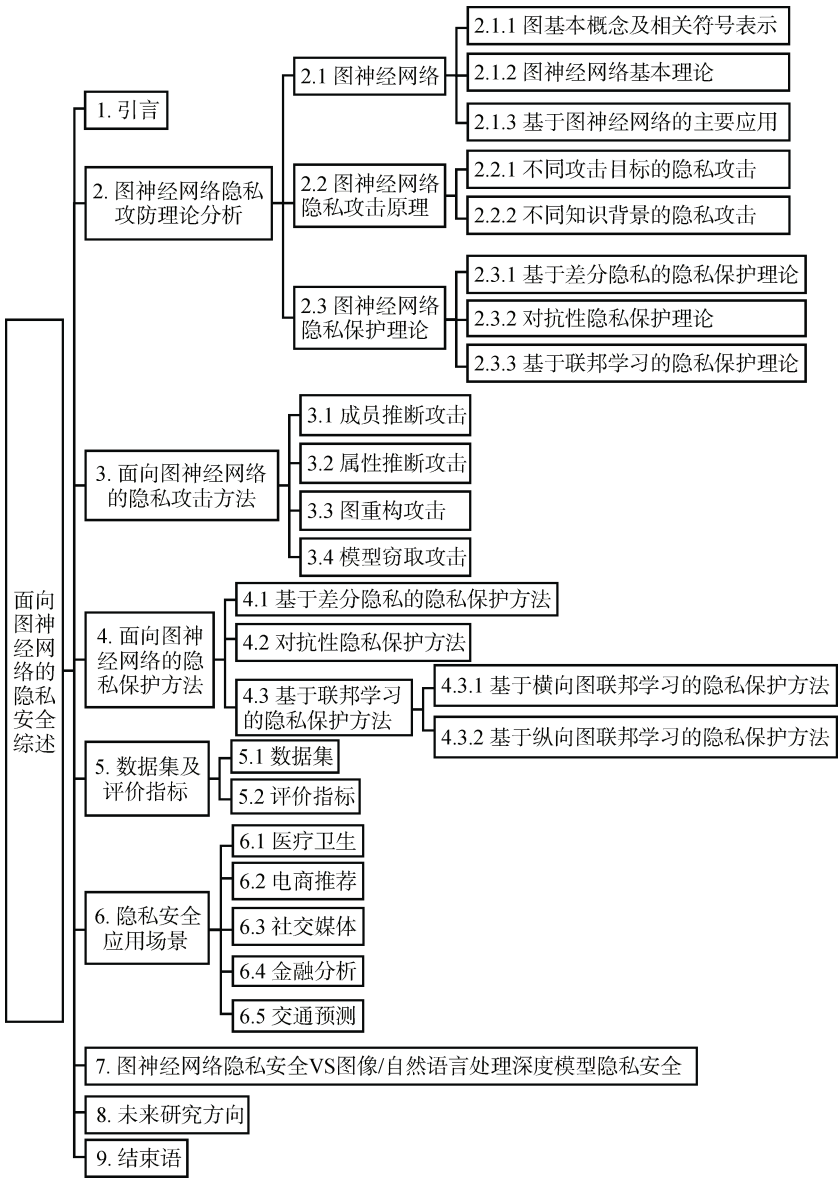 面向
图神
经网
络的
隐私
安全
综述
1. 引言
2. 图神经网络隐私
攻防理论分析
2.1 图神经网络
2.1.1 图基本概念及相关符号表示
2.1.2 图神经网络基本理论
2.1.3 基于图神经网络的主要应用
2.2 图神经网络
隐私攻击原理
2.2.1 不同攻击目标的隐私攻击
2.2.2 不同知识背景的隐私攻击
2.3 图神经网络
隐私保护理论
2.3.1 基于差分隐私的隐私保护理论
2.3.2 对抗性隐私保护理论
2.3.3 基于联邦学习的隐私保护理论
3. 面向图神经网络
的隐私攻击方法
3.1 成员推断攻击
3.2 属性推断攻击
3.3 图重构攻击
3.4 模型窃取攻击
4. 面向图神
经网络的隐
私保护方法
4.1 基于差分隐私的隐私保护方法
4.2 对抗性隐私保护方法
4.3 基于联邦学习
的隐私保护方法
4.3.1 基于横向图联邦学习的隐私保护方法
4.3.2 基于纵向图联邦学习的隐私保护方法
5. 数据集及
评价指标
5.1 数据集
5.2 评价指标
6. 隐私安全
应用场景
6.1 医疗卫生
6.2 电商推荐
6.3 社交媒体
6.4 金融分析
6.5 交通预测
7. 图神经网络隐私安全VS图像/自然语言处理深度模型隐私安全
8. 未来研究方向
9. 结束语